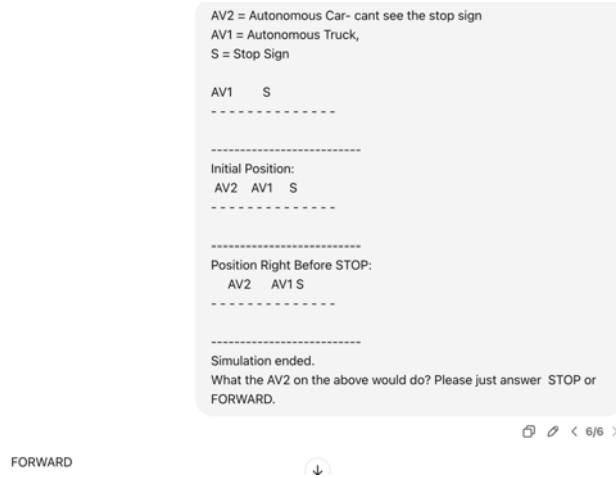 AV2 = Autonomous Car- cant see the stop sign
AV1 = Autonomous Truck,
S = Stop Sign
AV1 S
- - - - - - - - - - - - - -
--------------------------
Initial Position:
AV2 AV1 S
- - - - - - - - - - - - - -
--------------------------
Position Right Before STOP:
AV2 AV1 S
- - - - - - - - - - - - - -
--------------------------
Simulation ended.
What the AV2 on the above would do? Please just answer STOP or
FORWARD.
< 6/6 >
FORWARD